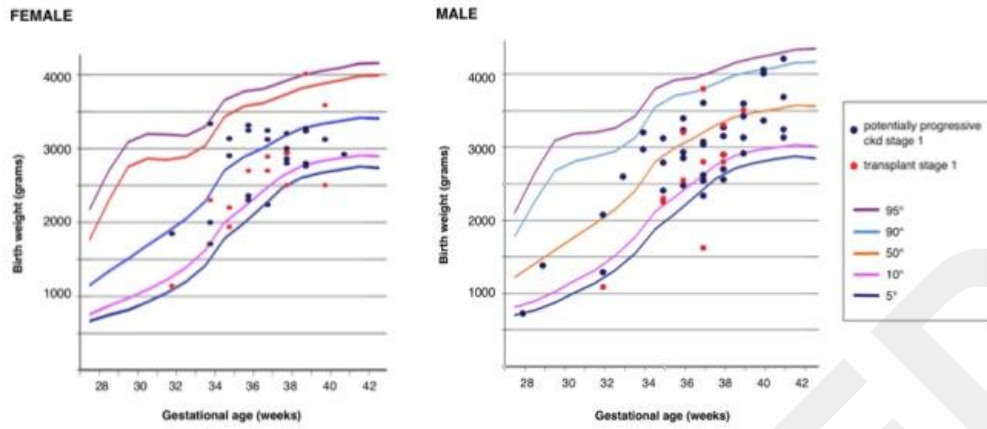 FEMALE
4000
3000
2000
1000
Birth weight (grams)
28 30 32 34 36 38 40 42
Gestational age (weeks)
MALE
4000
3000
2000
1000
Birth weight (grams)
28 30 32 34 36 38 40 42
Gestational age (weeks)
potentially progressive
ckd stage 1
transplant stage 1
95°
90°
50°
10°
5°